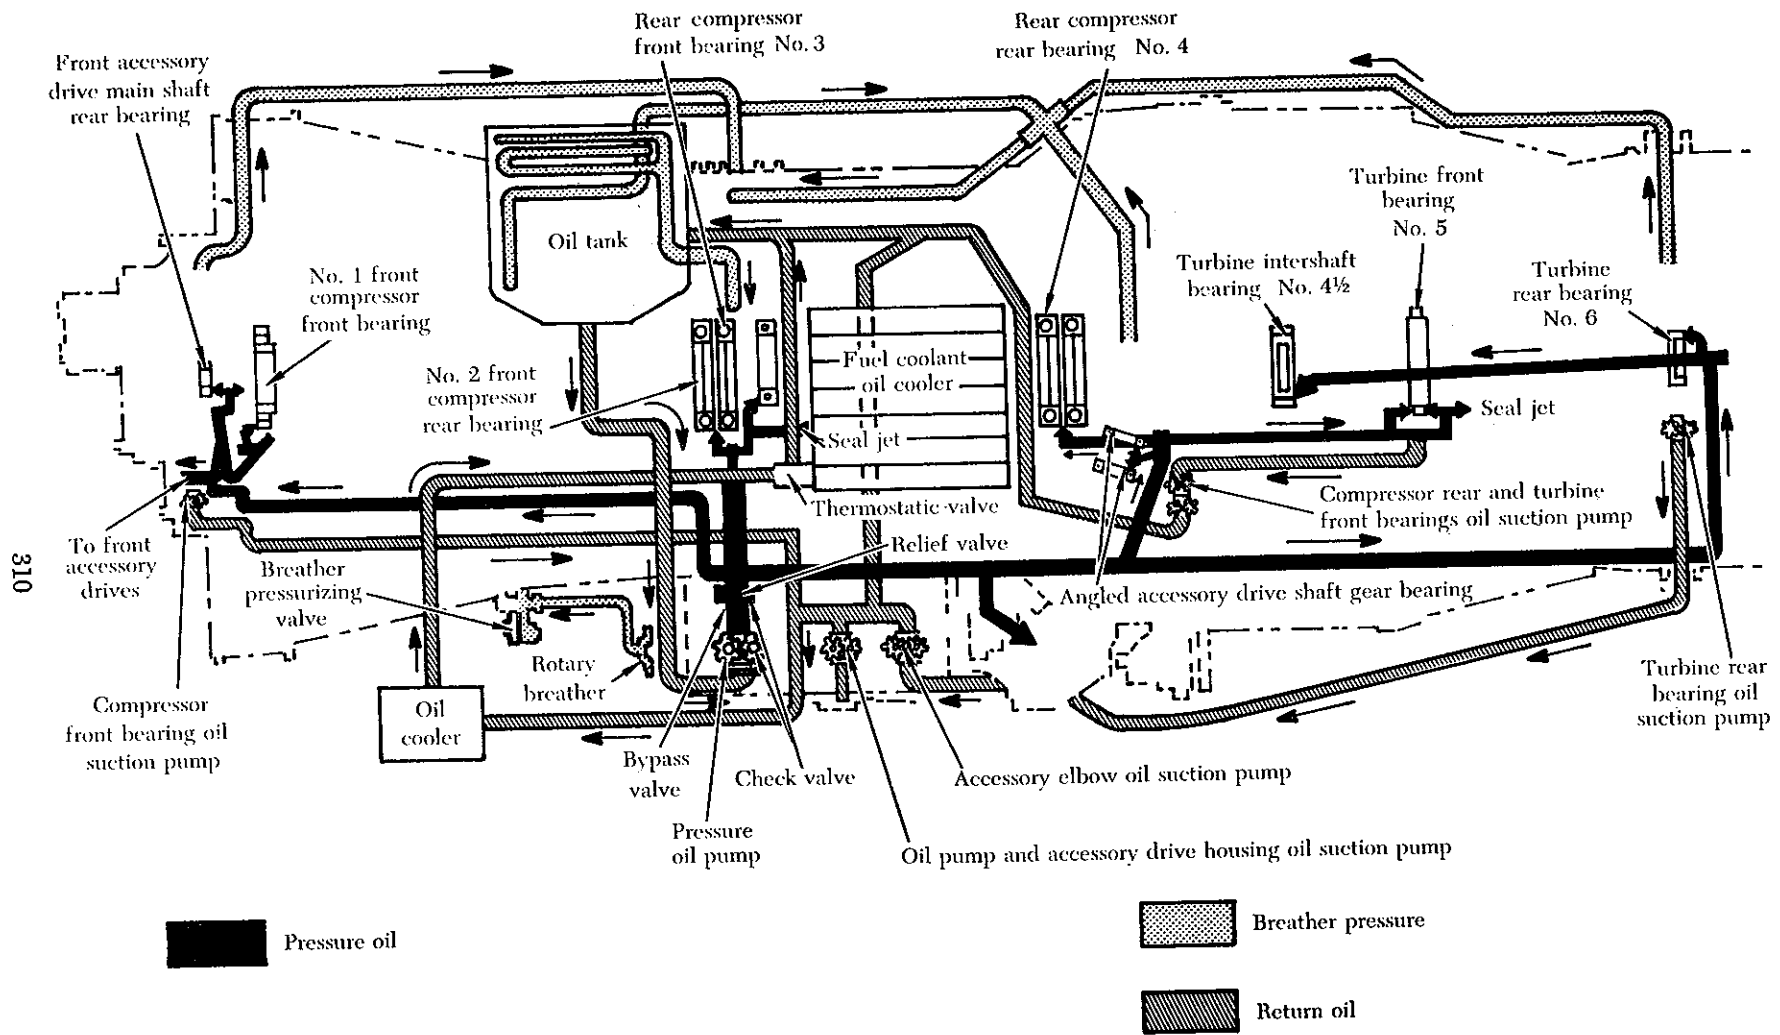 Rear compressor
front bearing No. 3
Rear compressor
rear bearing No. 4
Front accessory
drive main shaft
rear bearing
Turbine front
bearing
No. 5
Oil tank
No. 1 front
compressor
front bearing
Turbine intershaft
bearing No. 4½
Turbine
rear bearing
No. 6
Fuel coolant
oil cooler
No. 2 front
compressor
rear bearing
Seal jet
Seal jet
Thermostatic valve
Compressor rear and turbine
front bearings oil suction pump
To front
accessory
drives
Relief valve
310
Breather
pressurizing
valve
Angled accessory drive shaft gear bearing
Rotary
breather
Turbine rear
bearing oil
suction pump
Compressor
front bearing oil
suction pump
Oil
cooler
Bypass
valve
Check valve
Accessory elbow oil suction pump
Pressure
oil pump
Oil pump and accessory drive housing oil suction pump
Pressure oil
Breather pressure
Return oil